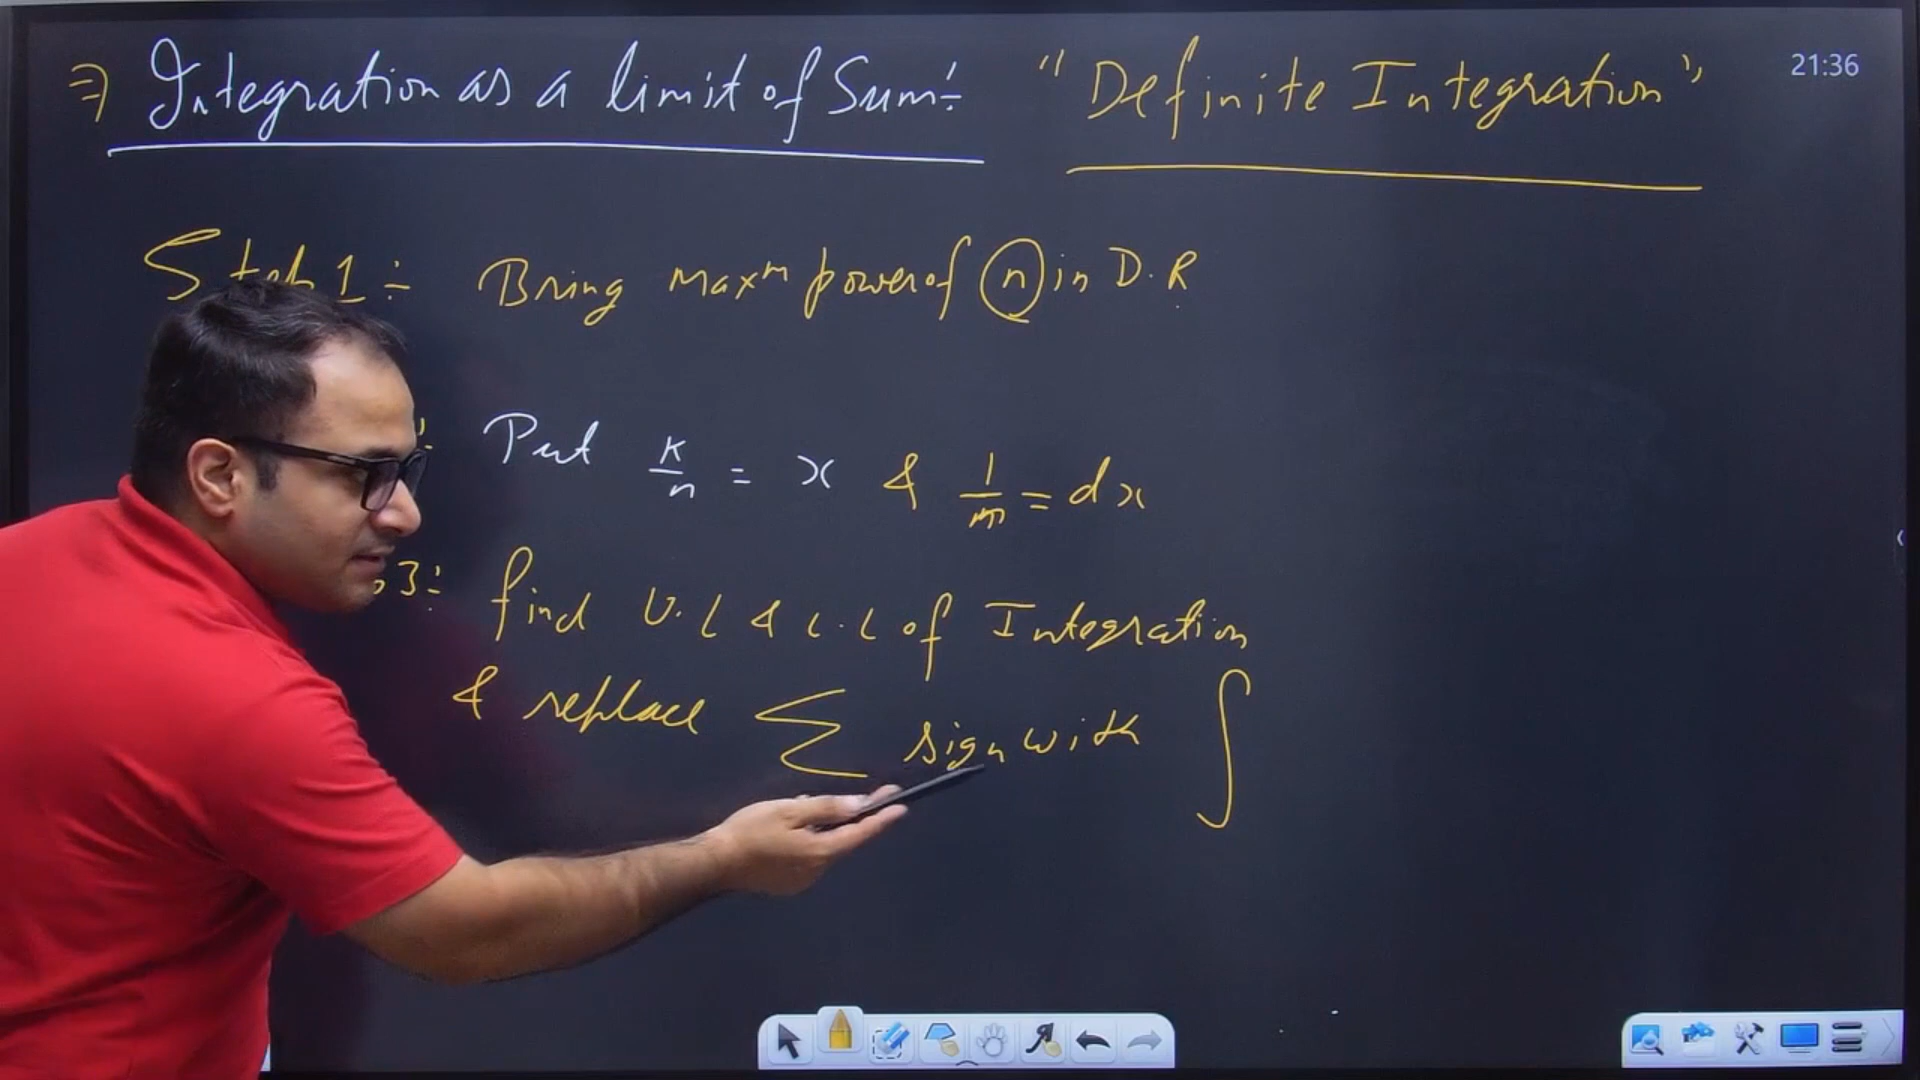 ⇒ Integration as a limit of Sum:- "Definite Integration"
21:36
Step 1:- Bring maxᵐ power of n in D.R
Put K/n = x & 1/n = dx
3:- find U.L & L.L of Integration
& replace Σ sign with ∫